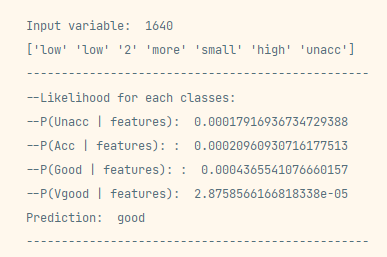 Input variable:  1640
['low' 'low' '2' 'more' 'small' 'high' 'unacc']
------------------------------------------------
--Likelihood for each classes:
--P(Unacc | features):  0.00017916936734729388
--P(Acc | features): :  0.00020960930716177513
--P(Good | features): :  0.0004365541076660157
--P(Vgood | features):  2.8758566166818338e-05
Prediction:  good
------------------------------------------------